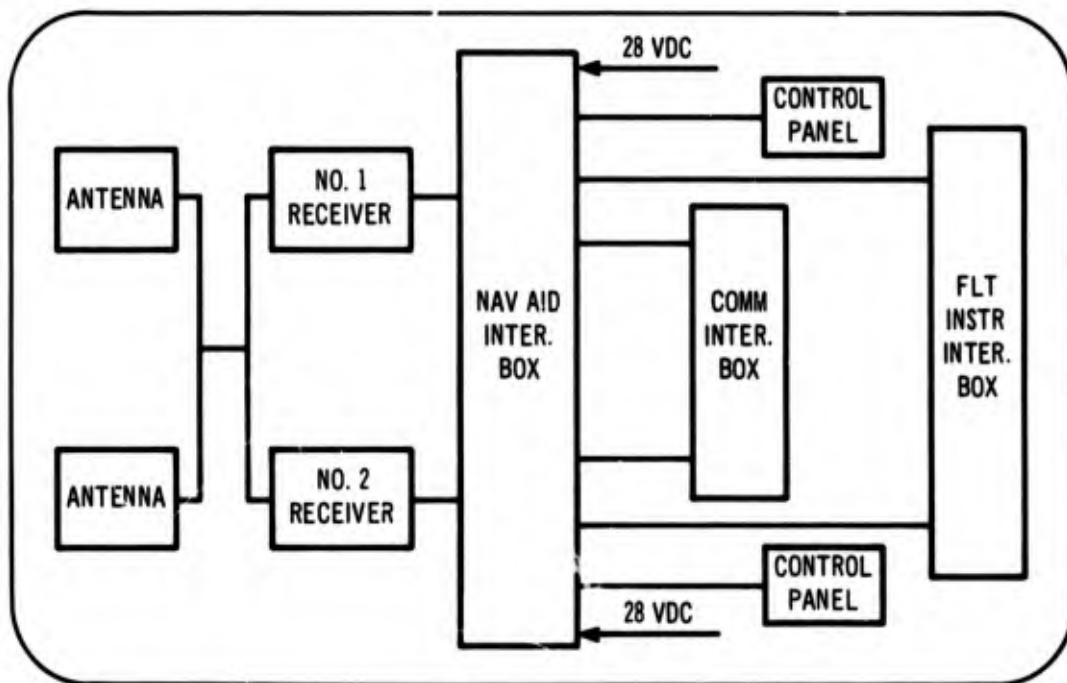 28 VDC
CONTROL
PANEL
ANTENNA
NO. 1
RECEIVER
NAV AID
INTER.
BOX
COMM
INTER.
BOX
FLT
INSTR
INTER.
BOX
ANTENNA
NO. 2
RECEIVER
CONTROL
PANEL
28 VDC